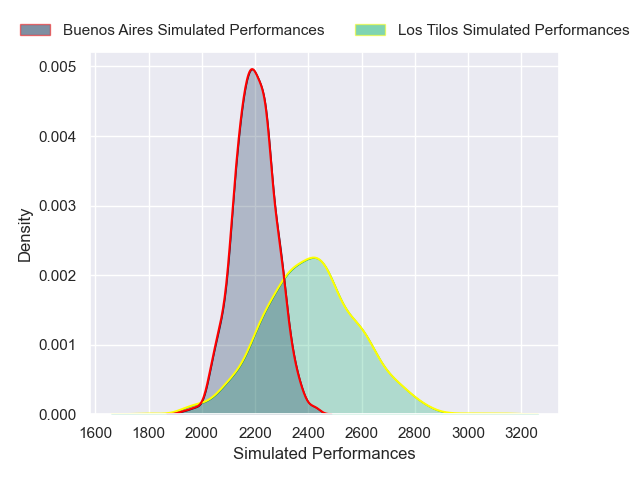 Buenos Aires Simulated Performances
Los Tilos Simulated Performances
0.005
0.004
0.003
0.002
0.001
0.000
Density
1600 1800 2000 2200 2400 2600 2800 3000 3200
Simulated Performances